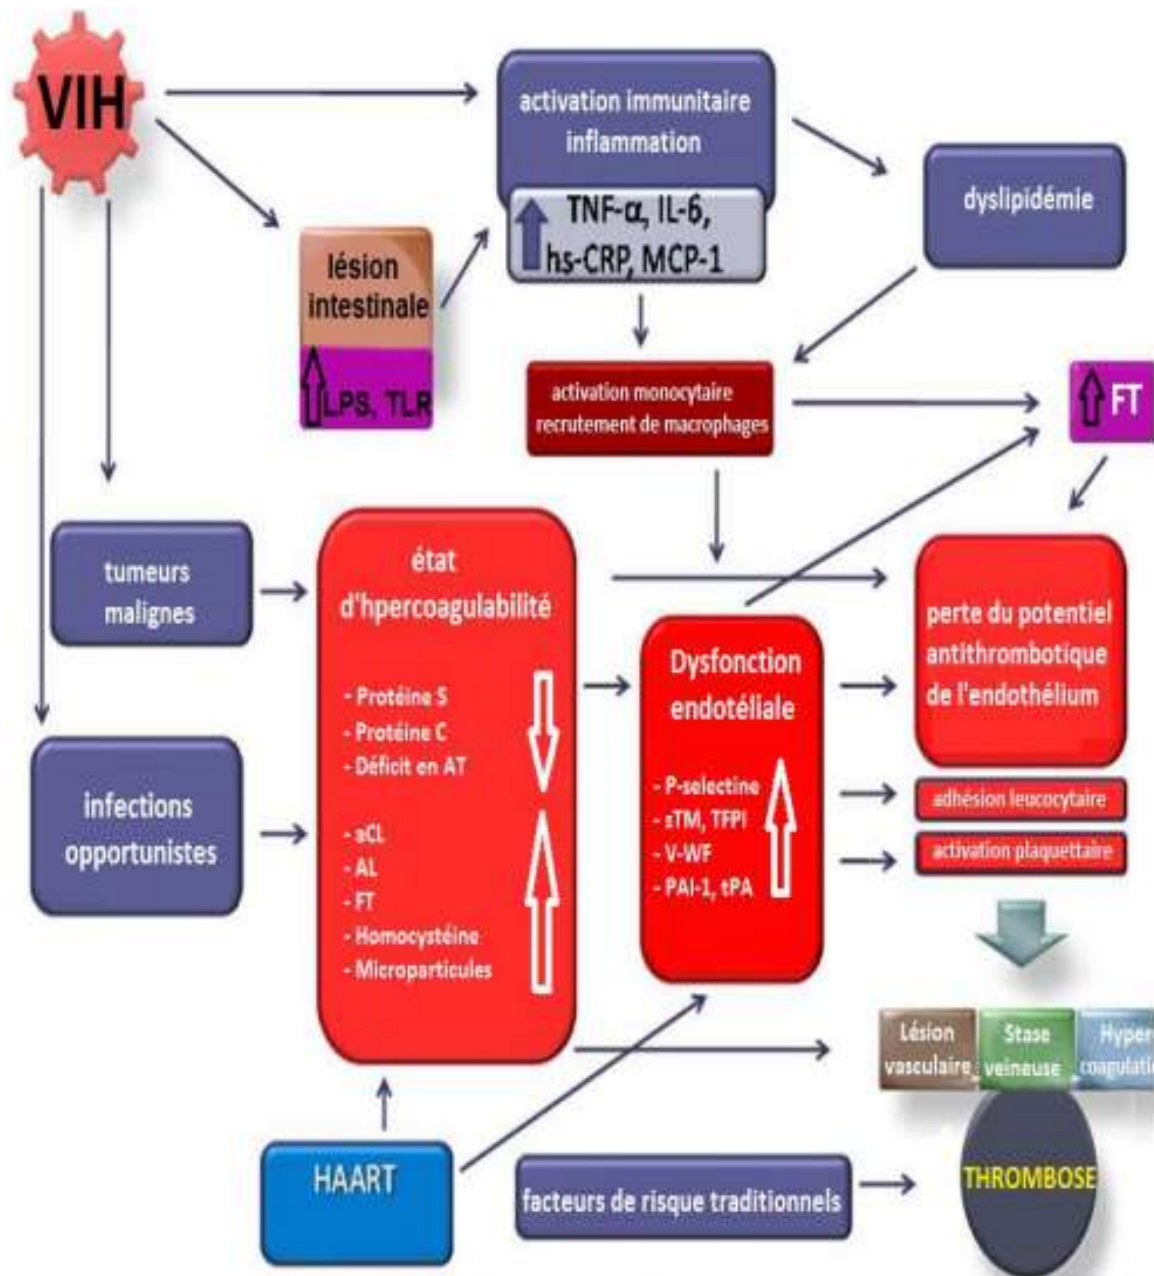 VIH
activation immunitaire
inflammation
TNF-α, IL-6,
hs-CRP, MCP-1
dyslipidémie
lésion
intestinale
LPS, TLR
activation monocytaire
recrutement de macrophages
FT
tumeurs
malignes
état
d'hpercoagulabilité
- Protéine S
- Protéine C
- Déficit en AT
- aCL
- AL
- FT
- Homocystéine
- Microparticules
infections
opportunistes
Dysfonction
endotéliale
- P-selectine
- sTM, TFPI
- V-WF
- PAI-1, tPA
perte du potentiel
antithrombotique
de l'endothélium
adhésion leucocytaire
activation plaquettaire
Lésion
vasculaire
Stase
veineuse
Hyper
coagulatio
HAART
facteurs de risque traditionnels
THROMBOSE